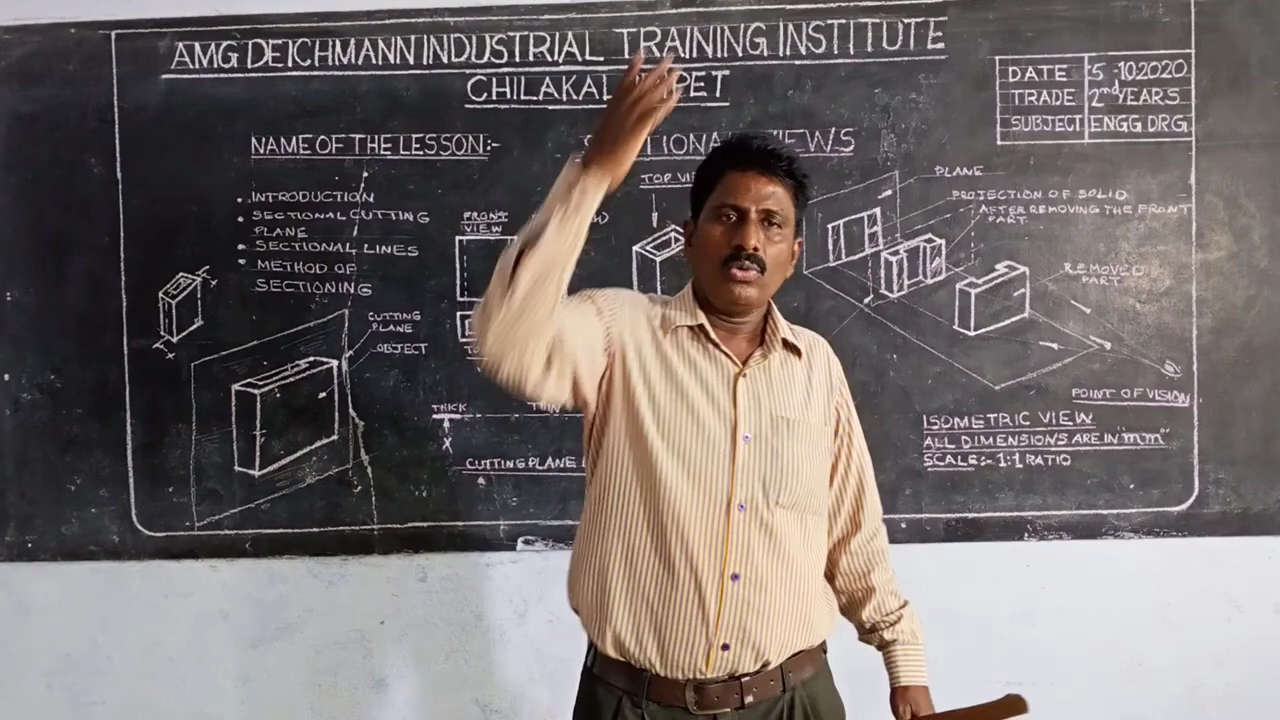 AMG DEICHMANN INDUSTRIAL TRAINING INSTITUTE
DATE 5-10-2020
TRADE 2nd YEARS
SUBJECT ENGG DRG
NAME OF THE LESSON:-
• INTRODUCTION
• SECTIONAL CUTTING
PLANE
• SECTIONAL LINES
• METHOD OF
SECTIONING
CUTTING
PLANE
OBJECT
FRONT
VIEW
TOP
THICK THIN
X
CUTTING PLANE
PLANE
PROJECTION OF SOLID
AFTER REMOVING THE FRONT
PART.
REMOVED
PART.
POINT OF VISION
ISOMETRIC VIEW
ALL DIMENSIONS ARE IN "mm"
SCALE:- 1:1 RATIO